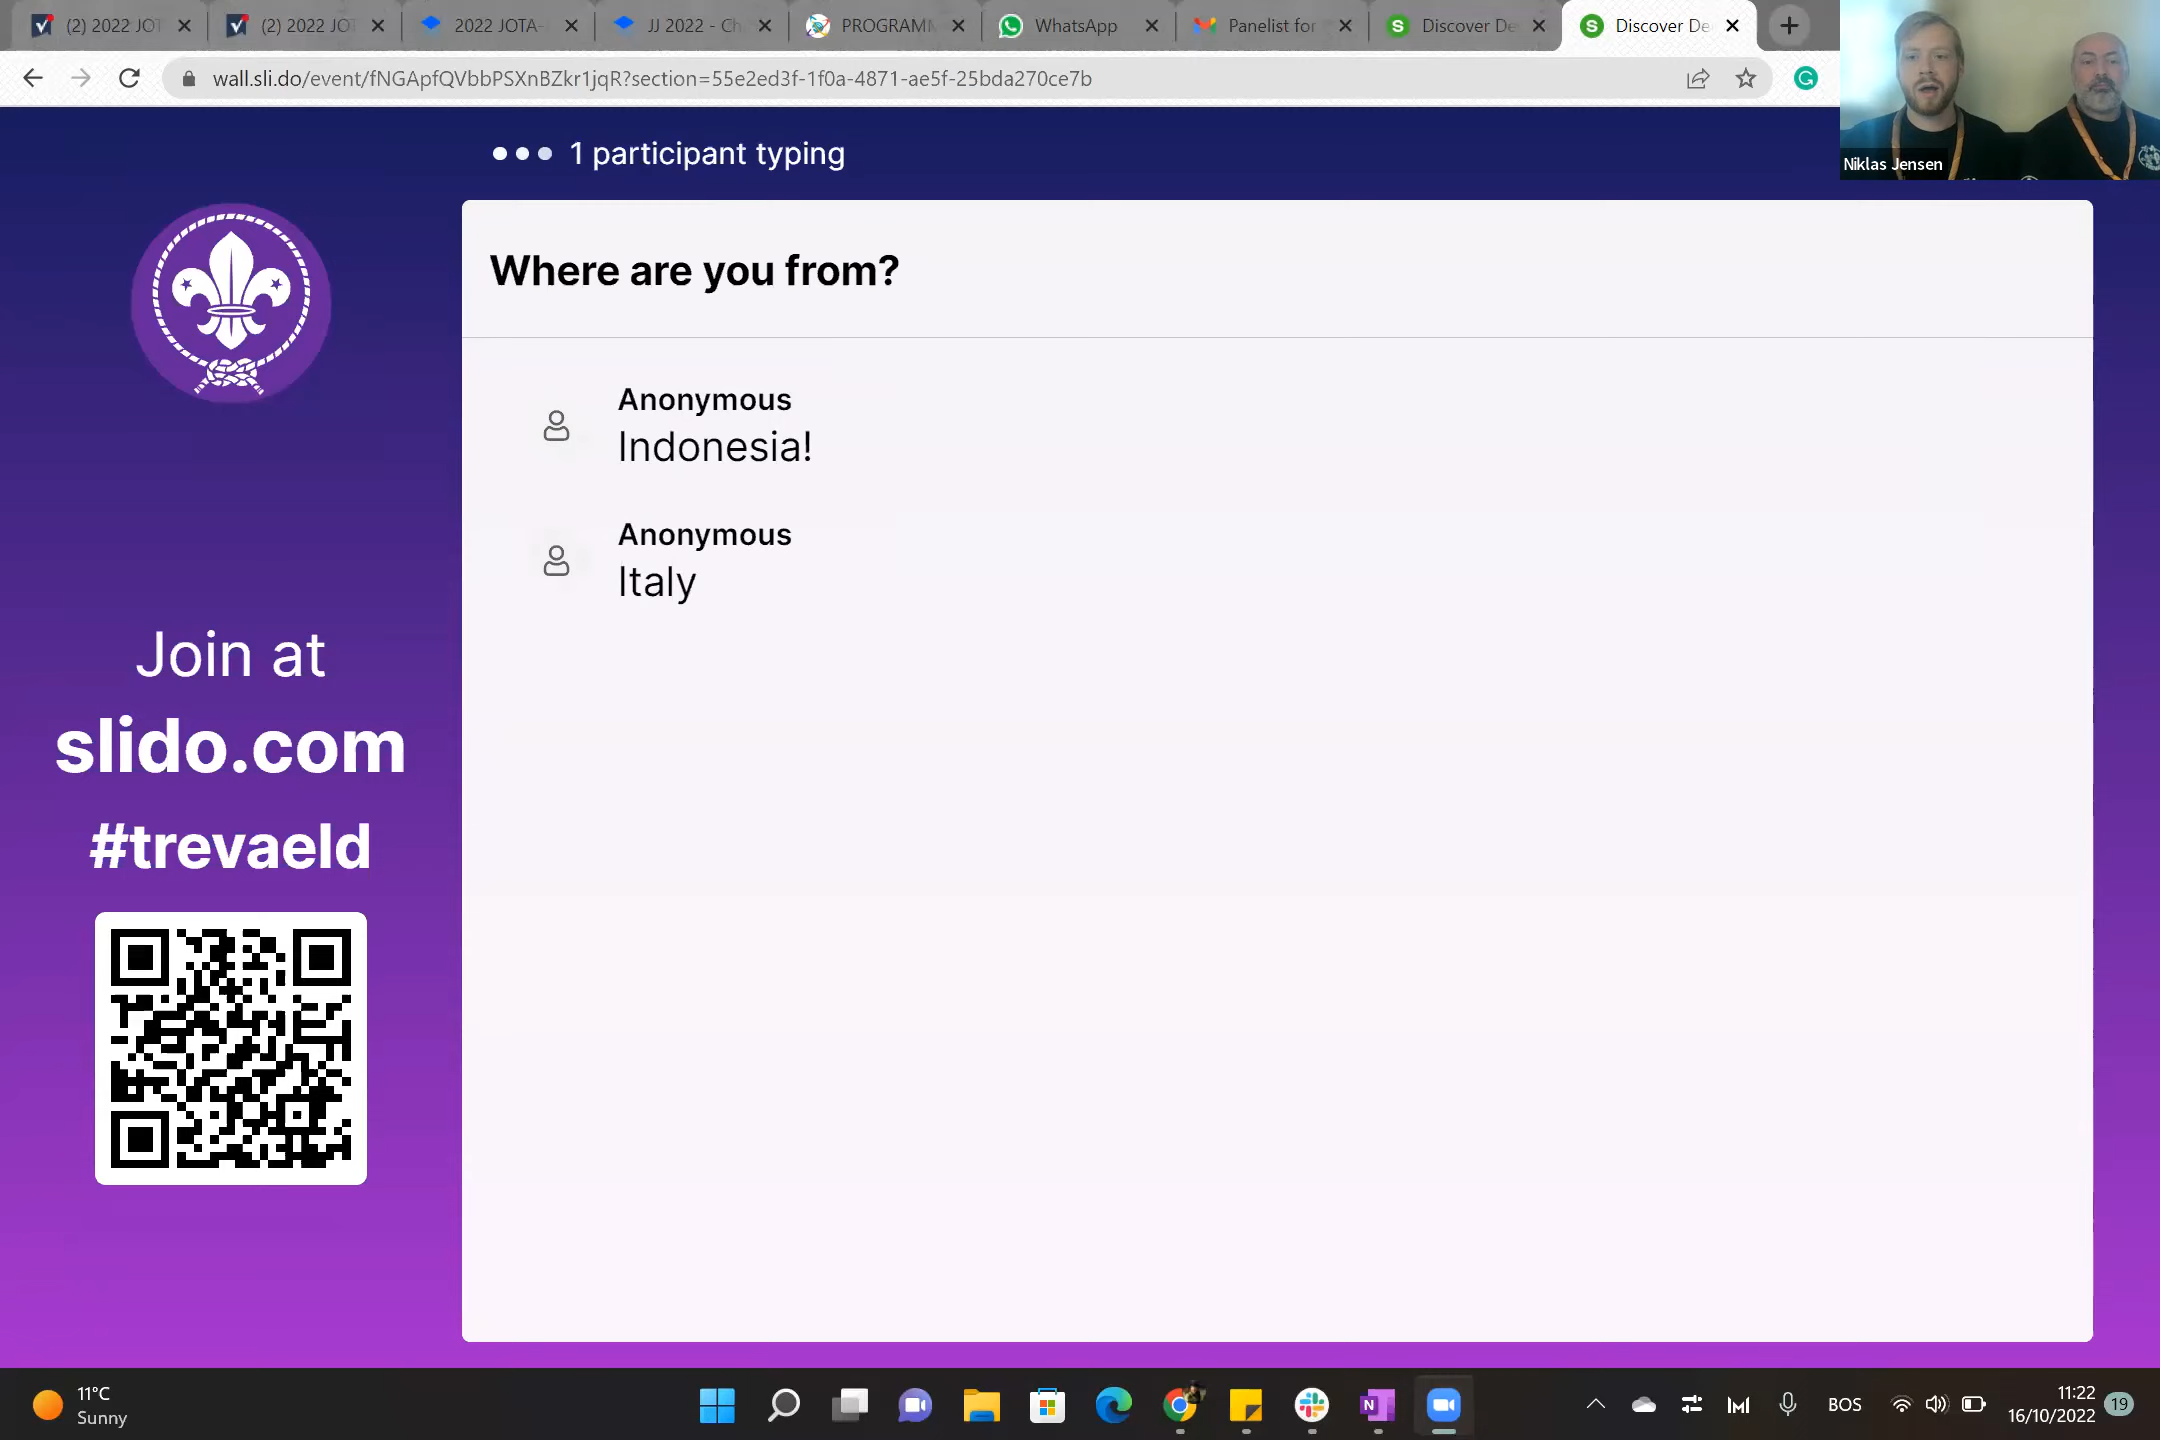 (2) 2022 JOT
(2) 2022 JO
2022 JOTA-
JJ 2022 - Ch
PROGRAMM
WhatsApp
Panelist for
Discover De
Discover De
wall.sli.do/event/fNGApfQVbbPSXnBZkr1jqR?section=55e2ed3f-1f0a-4871-ae5f-25bda270ce7b
Niklas Jensen
1 participant typing
Where are you from?
Anonymous
Indonesia!
Anonymous
Italy
Join at
slido.com
#trevaeld
11°C
Sunny
BOS
11:22
16/10/2022
19